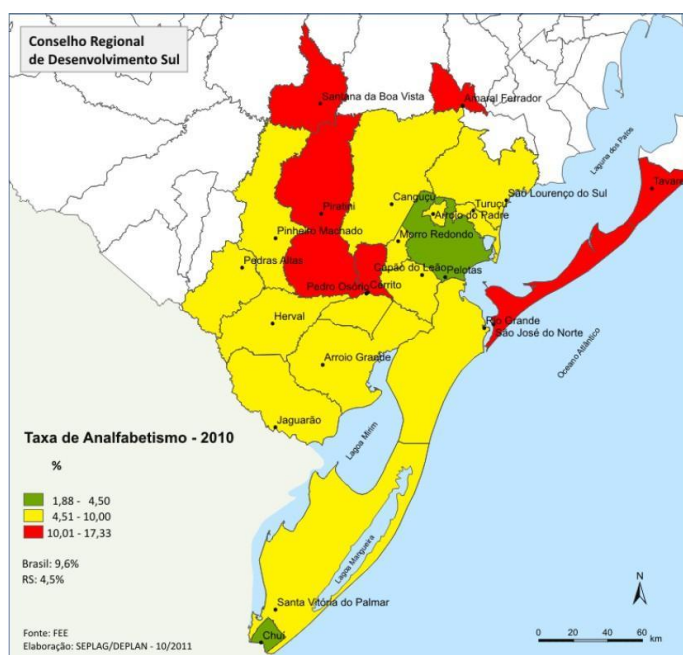 Conselho Regional
de Desenvolvimento Sul
Santana da Boa Vista
Amaral Ferrador
Laguna dos Patos
Tavares
Canguçú
São Lourenço do Sul
Turuçú
Piratini
Arroio do Padre
Pinheiro Machado
Morro Redondo
Pedras Altas
Capão do Leão
Pelotas
Pedro Osório
Cerrito
Herval
Rio Grande
São José do Norte
Arroio Grande
Oceano Atlântico
Jaguarão
Taxa de Analfabetismo - 2010
Lagoa Mirim
%
1,88 - 4,50
4,51 - 10,00
10,01 - 17,33
Lagoa Mangueira
Brasil: 9,6%
RS: 4,5%
N
Santa Vitória do Palmar
Chuí
Fonte: FEE
Elaboração: SEPLAG/DEPLAN - 10/2011
0 20 40 60
km